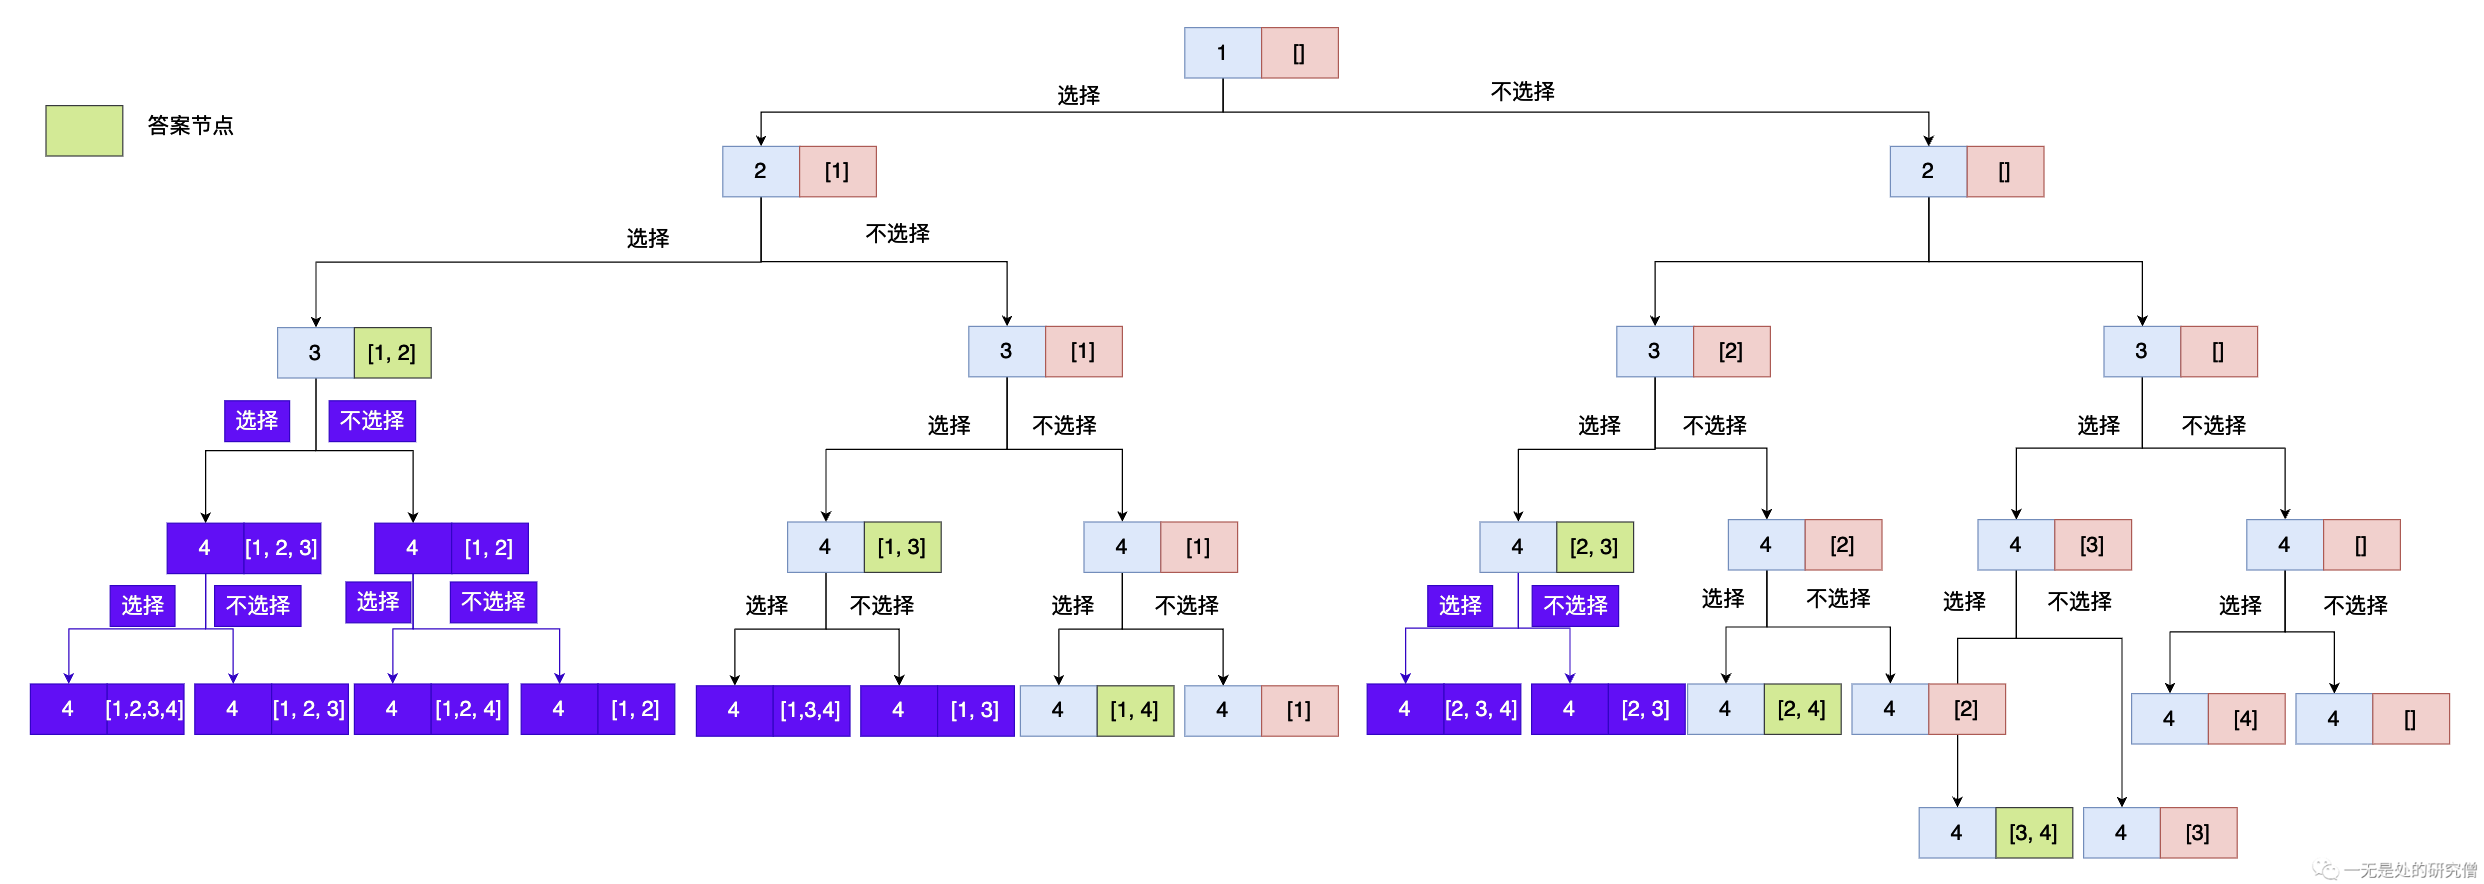 1 []
选择 不选择
答案节点
2 [1] 2 []
选择 不选择
3 [1, 2] 3 [1] 3 [2] 3 []
选择 不选择 选择 不选择 选择 不选择 选择 不选择
4 [1, 2, 3] 4 [1, 2] 4 [1, 3] 4 [1] 4 [2, 3] 4 [2] 4 [3] 4 []
选择 不选择 选择 不选择 选择 不选择 选择 不选择 选择 不选择 选择 不选择 选择 不选择 选择 不选择
4 [1,2,3,4] 4 [1, 2, 3] 4 [1,2, 4] 4 [1, 2] 4 [1,3,4] 4 [1, 3] 4 [1, 4] 4 [1] 4 [2, 3, 4] 4 [2, 3] 4 [2, 4] 4 [2] 4 [4] 4 []
4 [3, 4] 4 [3]
一无是处的研究僧